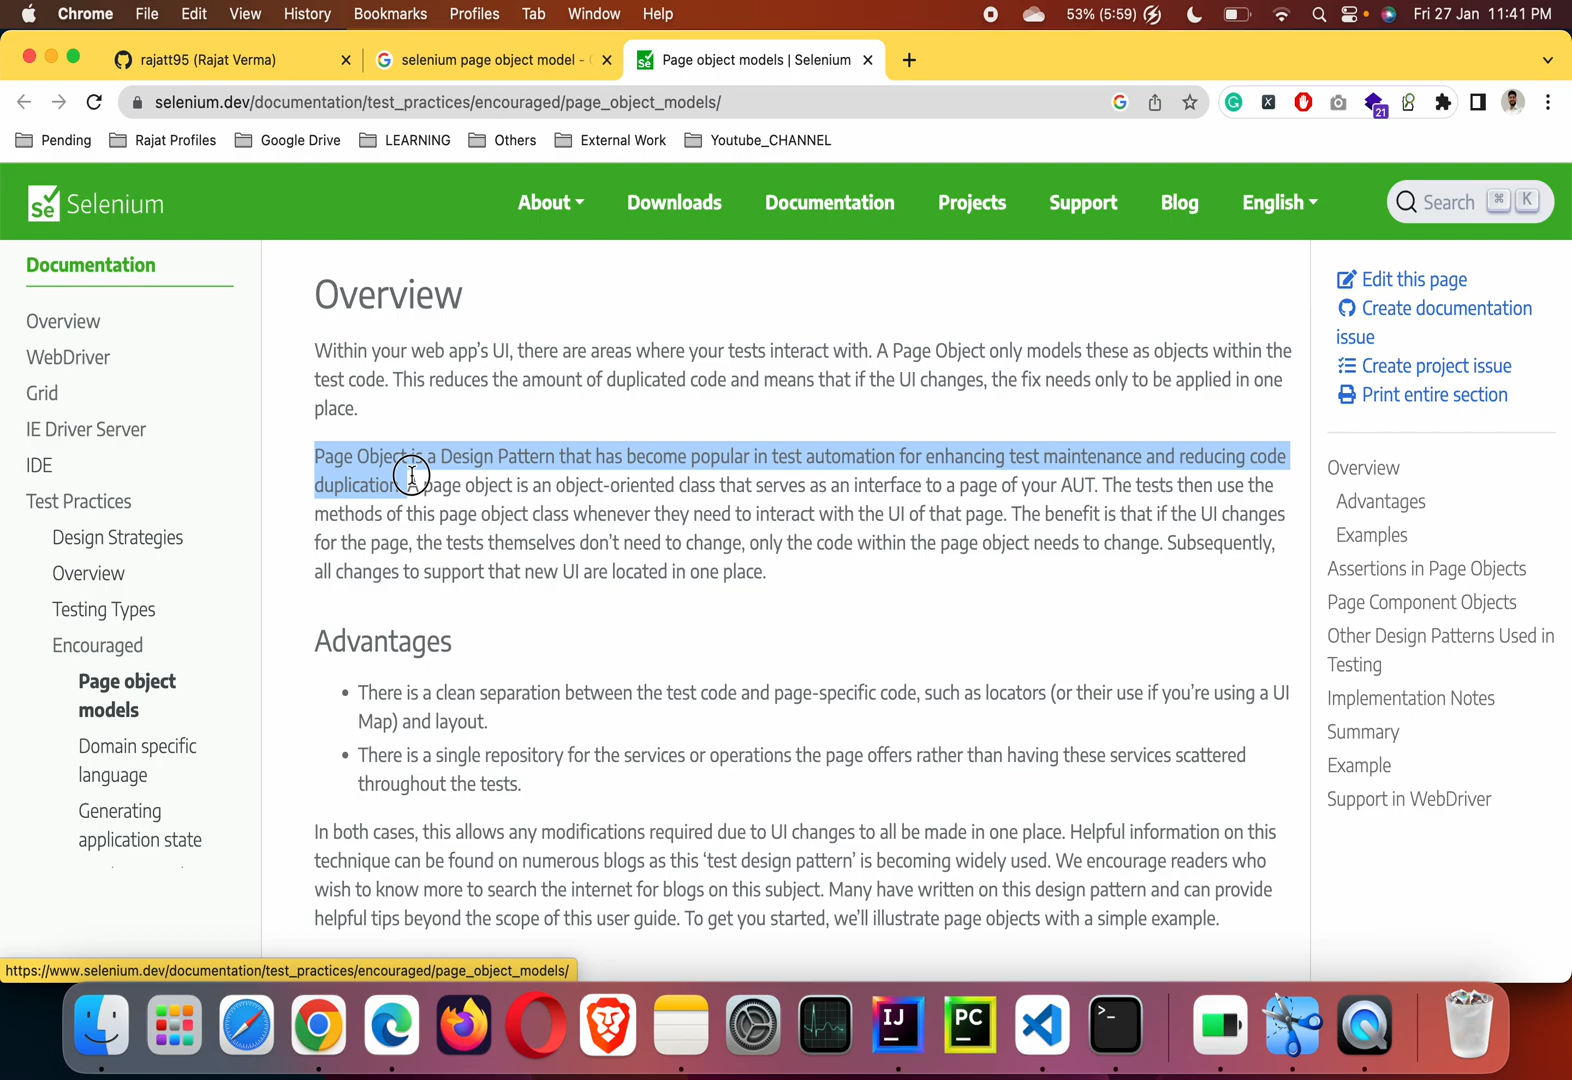 Chrome File Edit View History Bookmarks Profiles Tab Window Help 53% (5:59) Fri 27 Jan 11:41 PM
rajatt95 (Rajat Verma) selenium page object model - Page object models | Selenium
selenium.dev/documentation/test_practices/encouraged/page_object_models/ 21
Pending Rajat Profiles Google Drive LEARNING Others External Work Youtube_CHANNEL
Se Selenium About Downloads Documentation Projects Support Blog English Search ⌘ K
Documentation
Overview
WebDriver
Grid
IE Driver Server
IDE
Test Practices
Design Strategies
Overview
Testing Types
Encouraged
Page object
models
Domain specific
language
Generating
application state
Overview
Within your web app's UI, there are areas where your tests interact with. A Page Object only models these as objects within the
test code. This reduces the amount of duplicated code and means that if the UI changes, the fix needs only to be applied in one
place.
Page Object is a Design Pattern that has become popular in test automation for enhancing test maintenance and reducing code
duplication. A page object is an object-oriented class that serves as an interface to a page of your AUT. The tests then use the
methods of this page object class whenever they need to interact with the UI of that page. The benefit is that if the UI changes
for the page, the tests themselves don't need to change, only the code within the page object needs to change. Subsequently,
all changes to support that new UI are located in one place.
Advantages
• There is a clean separation between the test code and page-specific code, such as locators (or their use if you're using a UI
Map) and layout.
• There is a single repository for the services or operations the page offers rather than having these services scattered
throughout the tests.
In both cases, this allows any modifications required due to UI changes to all be made in one place. Helpful information on this
technique can be found on numerous blogs as this ‘test design pattern’ is becoming widely used. We encourage readers who
wish to know more to search the internet for blogs on this subject. Many have written on this design pattern and can provide
helpful tips beyond the scope of this user guide. To get you started, we'll illustrate page objects with a simple example.
Edit this page
Create documentation
issue
Create project issue
Print entire section
Overview
Advantages
Examples
Assertions in Page Objects
Page Component Objects
Other Design Patterns Used in
Testing
Implementation Notes
Summary
Example
Support in WebDriver
https://www.selenium.dev/documentation/test_practices/encouraged/page_object_models/
IJ PC >_